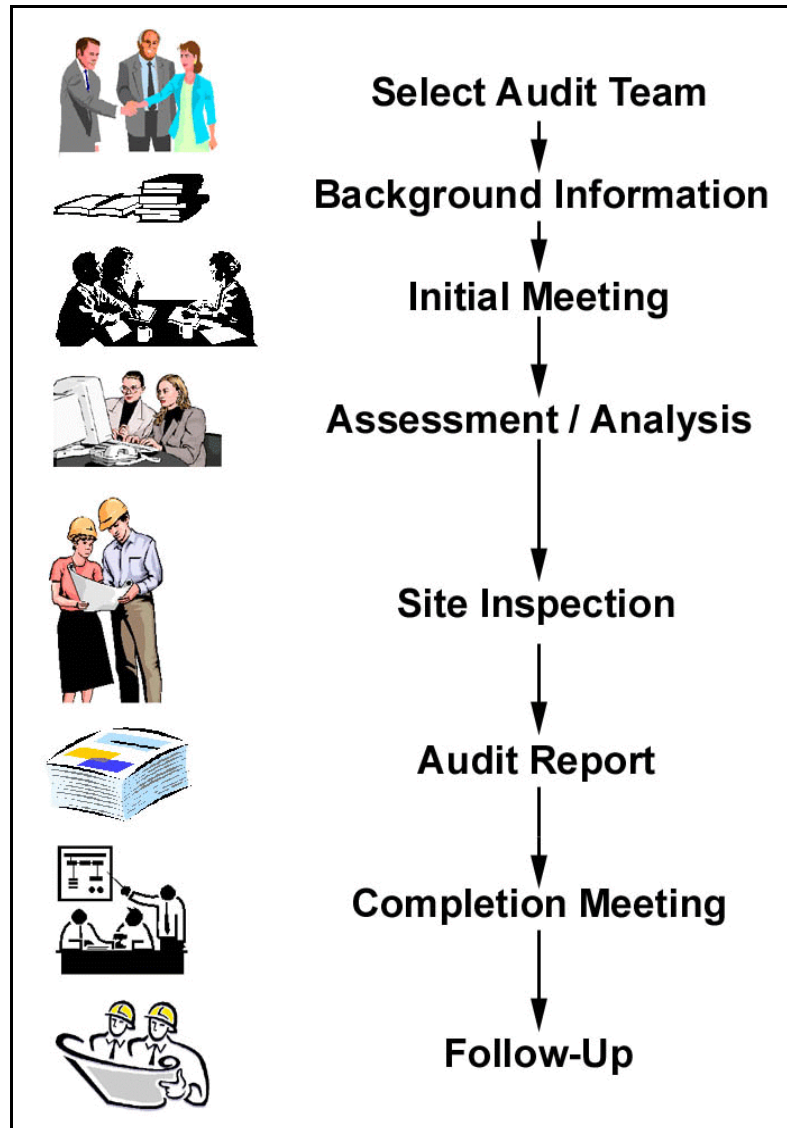 Select Audit Team
Background Information
Initial Meeting
Assessment / Analysis
Site Inspection
Audit Report
Completion Meeting
Follow-Up